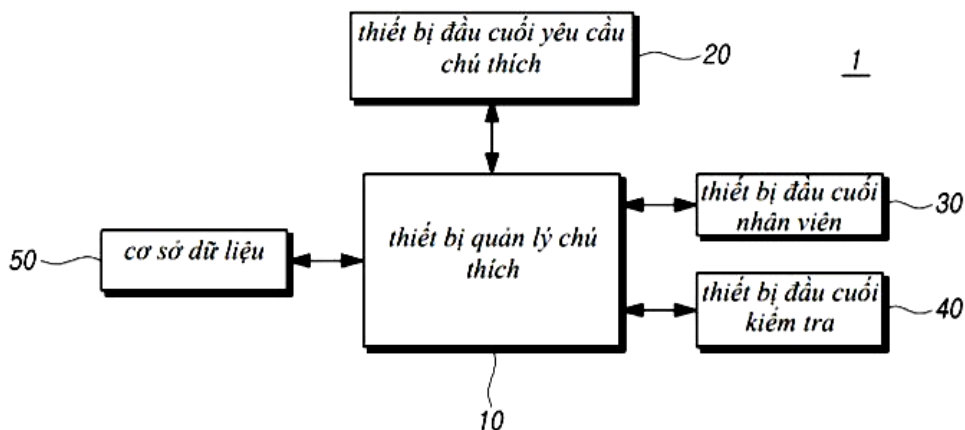 thiết bị đầu cuối yêu cầu
chú thích
20
1
thiết bị đầu cuối
nhân viên
30
thiết bị quản lý chú
thích
50
cơ sở dữ liệu
thiết bị đầu cuối
kiểm tra
40
10